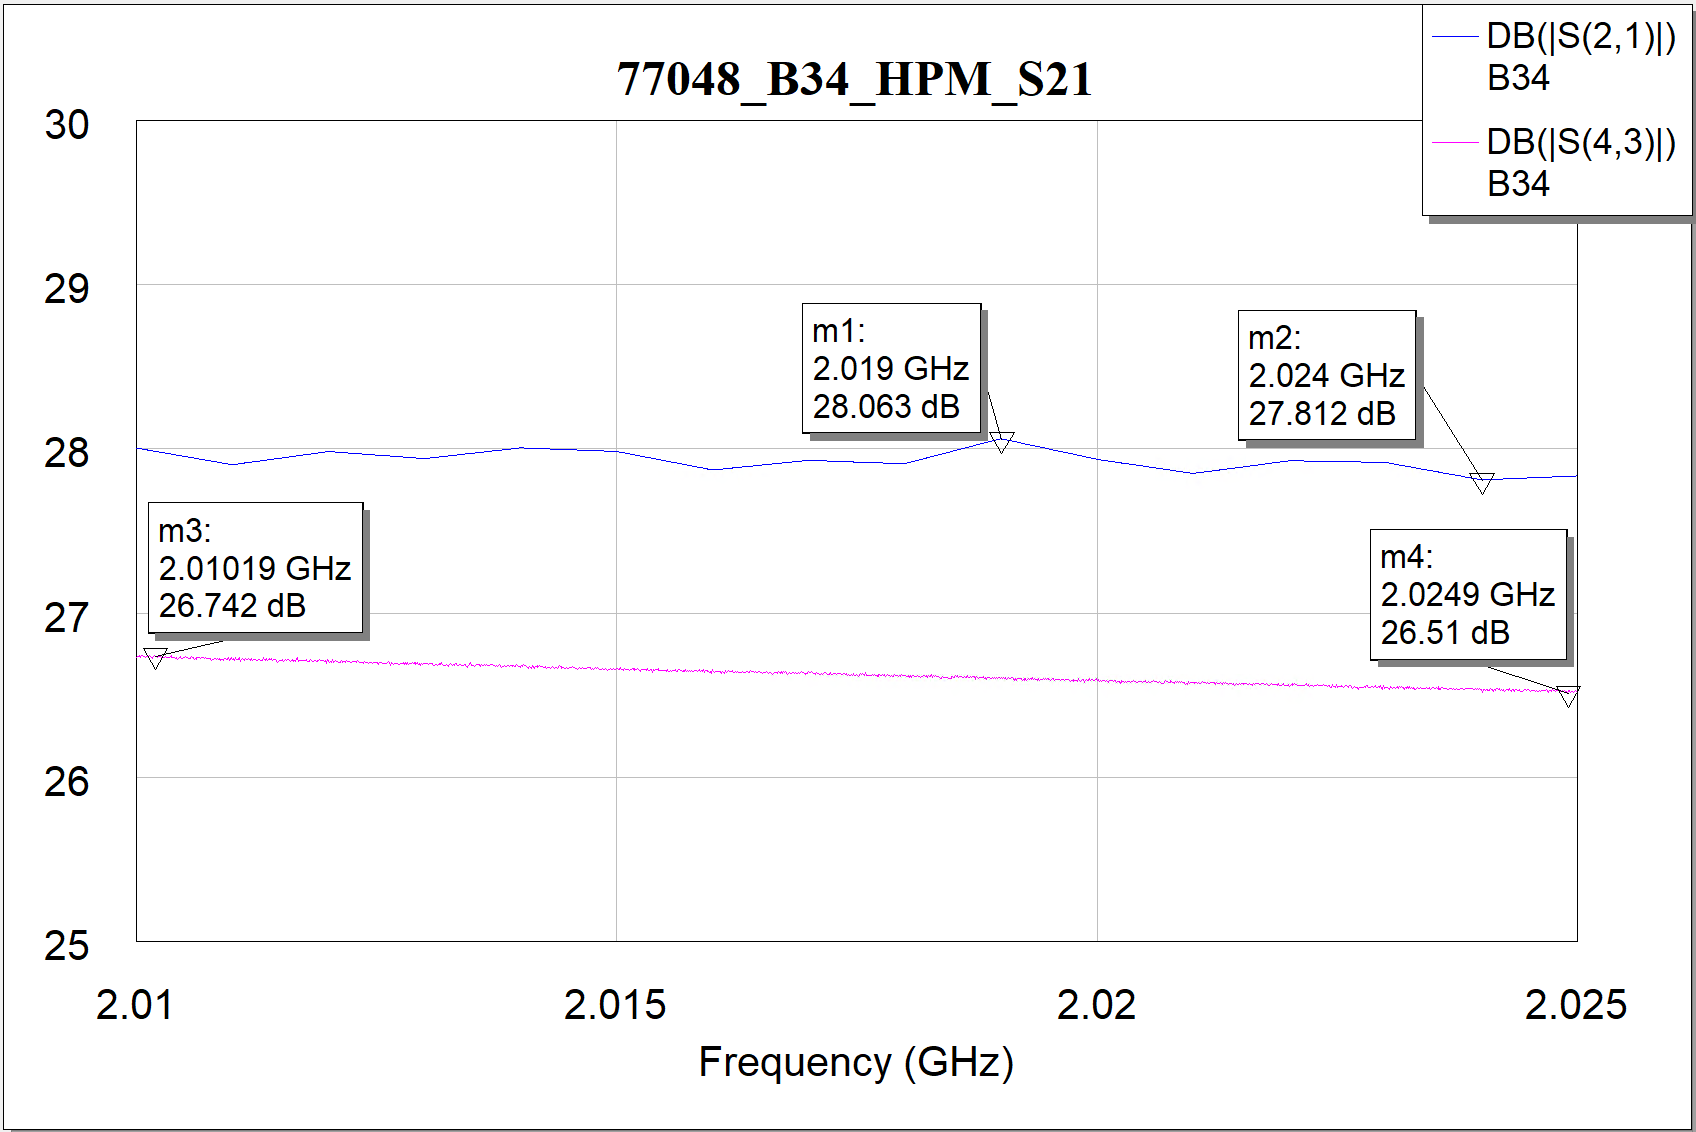 77048_B34_HPM_S21
DB(|S(2,1)|)
B34
DB(|S(4,3)|)
B34
30
29
28
27
26
25
m1:
2.019 GHz
28.063 dB
m2:
2.024 GHz
27.812 dB
m3:
2.01019 GHz
26.742 dB
m4:
2.0249 GHz
26.51 dB
2.01
2.015
2.02
2.025
Frequency (GHz)